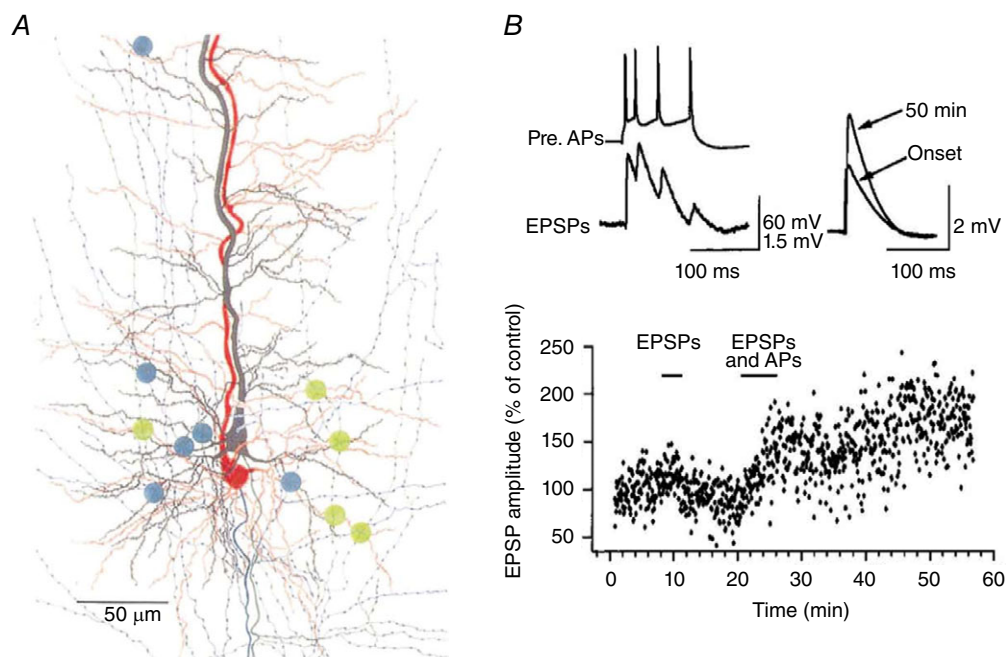 A
50 µm
B
Pre. APs
EPSPs
60 mV
1.5 mV
100 ms
50 min
Onset
2 mV
100 ms
EPSP amplitude (% of control)
250
200
150
100
50
EPSPs
EPSPs
and APs
0
10
20
30
40
50
60
Time (min)